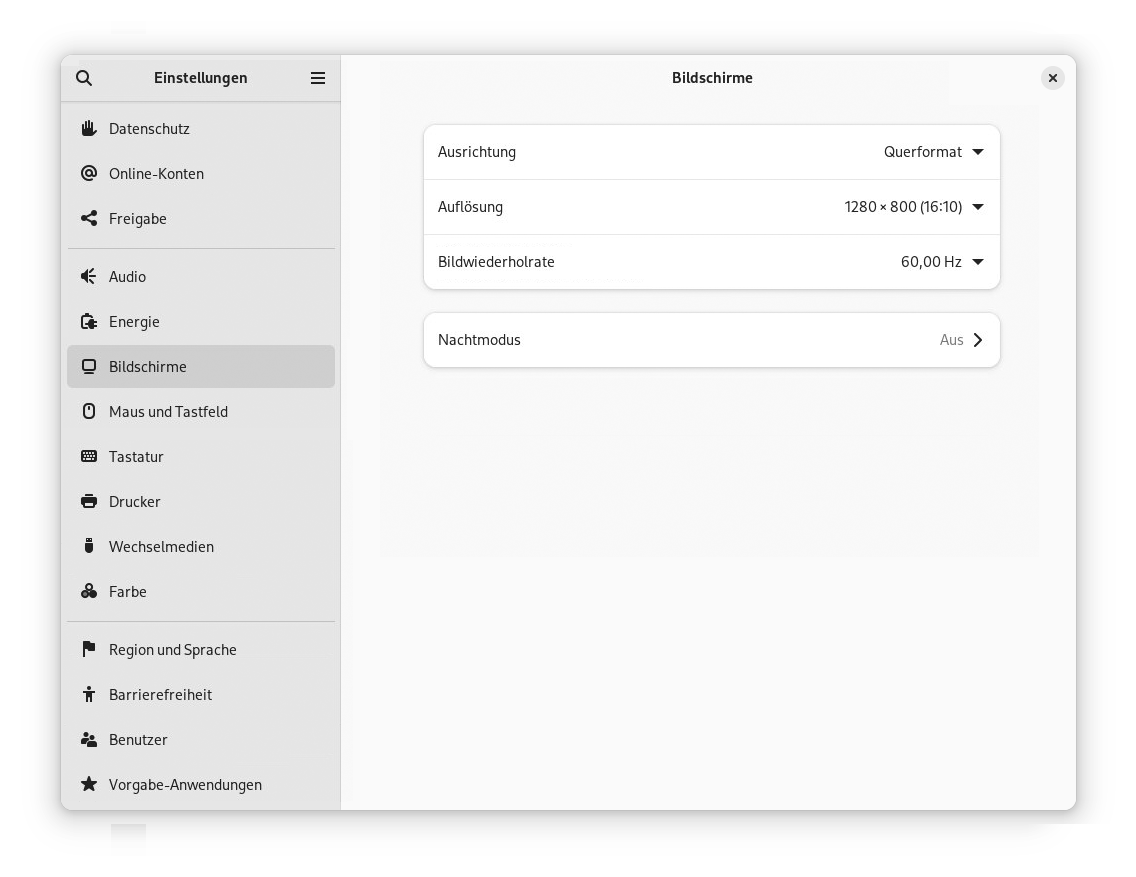 Einstellungen
Datenschutz
Online-Konten
Freigabe
Audio
Energie
Bildschirme
Maus und Tastfeld
Tastatur
Drucker
Wechselmedien
Farbe
Region und Sprache
Barrierefreiheit
Benutzer
Vorgabe-Anwendungen
Bildschirme
Ausrichtung Querformat
Auflösung 1280 × 800 (16:10)
Bildwiederholrate 60,00 Hz
Nachtmodus Aus